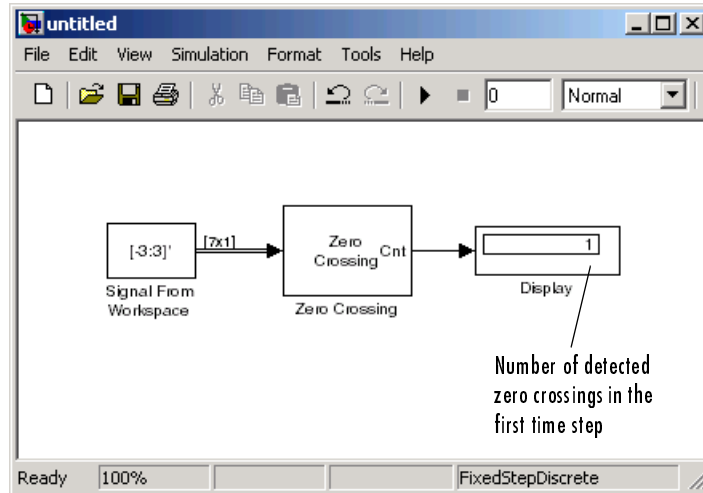 untitled
File Edit View Simulation Format Tools Help
0 Normal
[-3:3]'
[7x1]
Zero
Crossing
Cnt
1
Signal From
Workspace
Zero Crossing
Display
Number of detected
zero crossings in the
first time step
Ready 100% FixedStepDiscrete